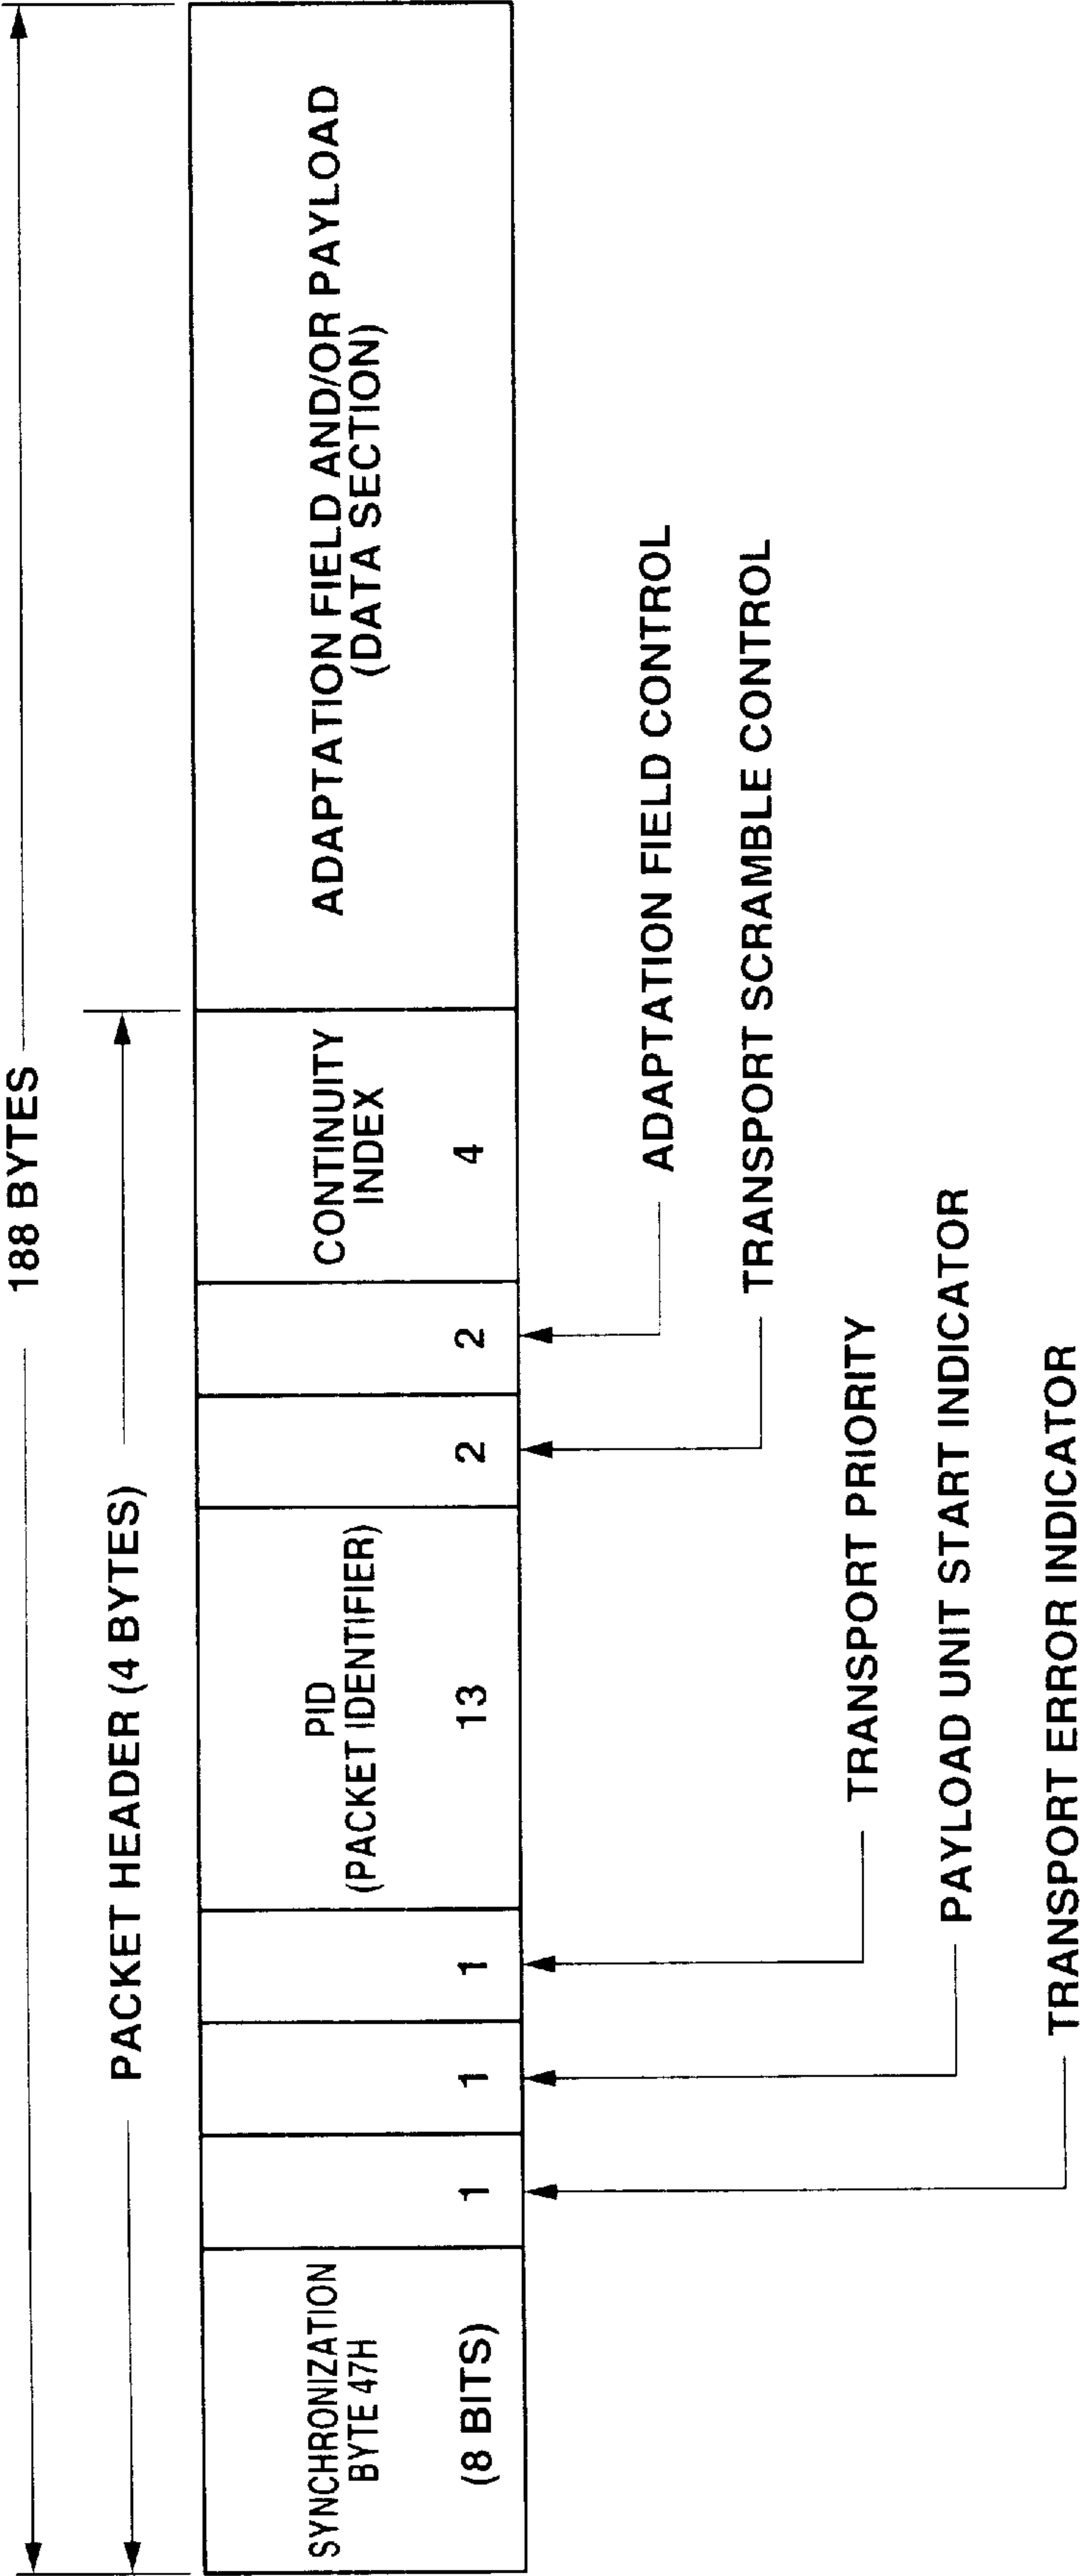 188 BYTES
PACKET HEADER (4 BYTES)
SYNCHRONIZATION
BYTE 47H
(8 BITS)
1
1
1
PID
(PACKET IDENTIFIER)
13
2
2
CONTINUITY
INDEX
4
ADAPTATION FIELD AND/OR PAYLOAD
(DATA SECTION)
ADAPTATION FIELD CONTROL
TRANSPORT SCRAMBLE CONTROL
TRANSPORT PRIORITY
PAYLOAD UNIT START INDICATOR
TRANSPORT ERROR INDICATOR